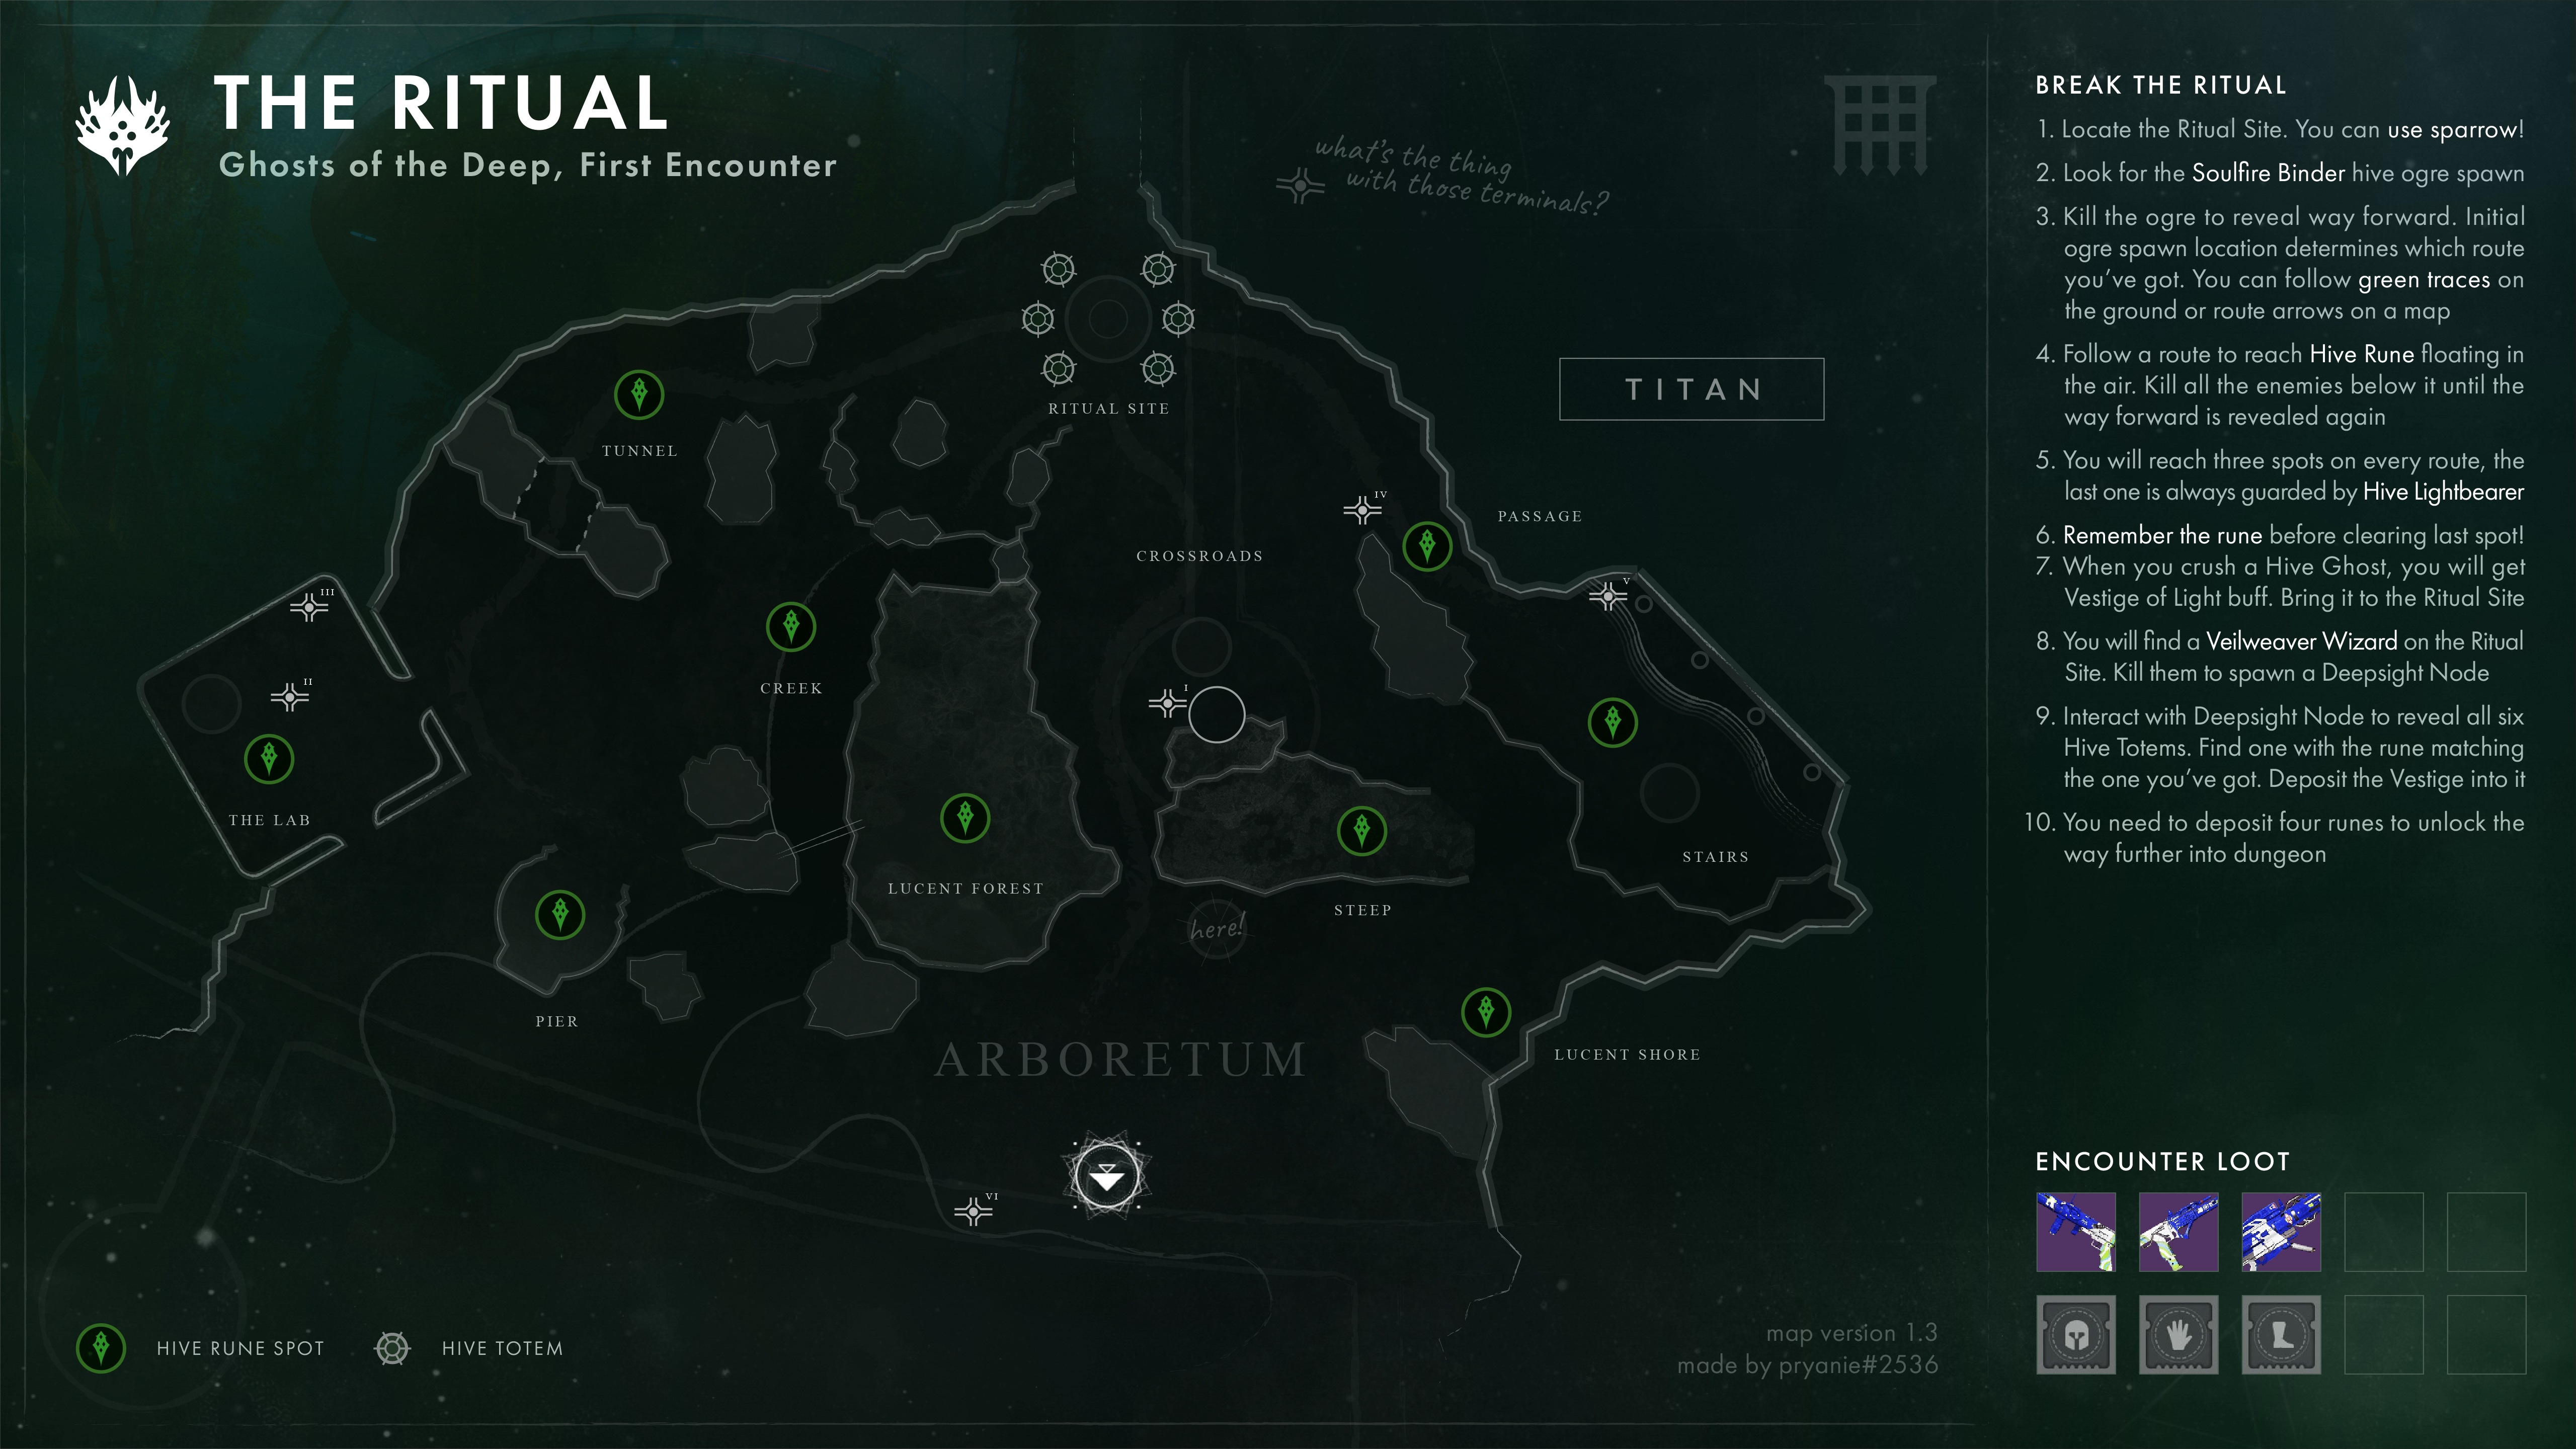 THE RITUAL
Ghosts of the Deep, First Encounter
what's the thing
with those terminals?
TITAN
RITUAL SITE
TUNNEL
IV
PASSAGE
CROSSROADS
III
V
II
CREEK
I
THE LAB
STAIRS
LUCENT FOREST
STEEP
here!
PIER
ARBORETUM
LUCENT SHORE
VI
HIVE RUNE SPOT
HIVE TOTEM
map version 1.3
made by pryanie#2536
BREAK THE RITUAL
1. Locate the Ritual Site. You can use sparrow!
2. Look for the Soulfire Binder hive ogre spawn
3. Kill the ogre to reveal way forward. Initial
ogre spawn location determines which route
you've got. You can follow green traces on
the ground or route arrows on a map
4. Follow a route to reach Hive Rune floating in
the air. Kill all the enemies below it until the
way forward is revealed again
5. You will reach three spots on every route, the
last one is always guarded by Hive Lightbearer
6. Remember the rune before clearing last spot!
7. When you crush a Hive Ghost, you will get
Vestige of Light buff. Bring it to the Ritual Site
8. You will find a Veilweaver Wizard on the Ritual
Site. Kill them to spawn a Deepsight Node
9. Interact with Deepsight Node to reveal all six
Hive Totems. Find one with the rune matching
the one you've got. Deposit the Vestige into it
10. You need to deposit four runes to unlock the
way further into dungeon
ENCOUNTER LOOT